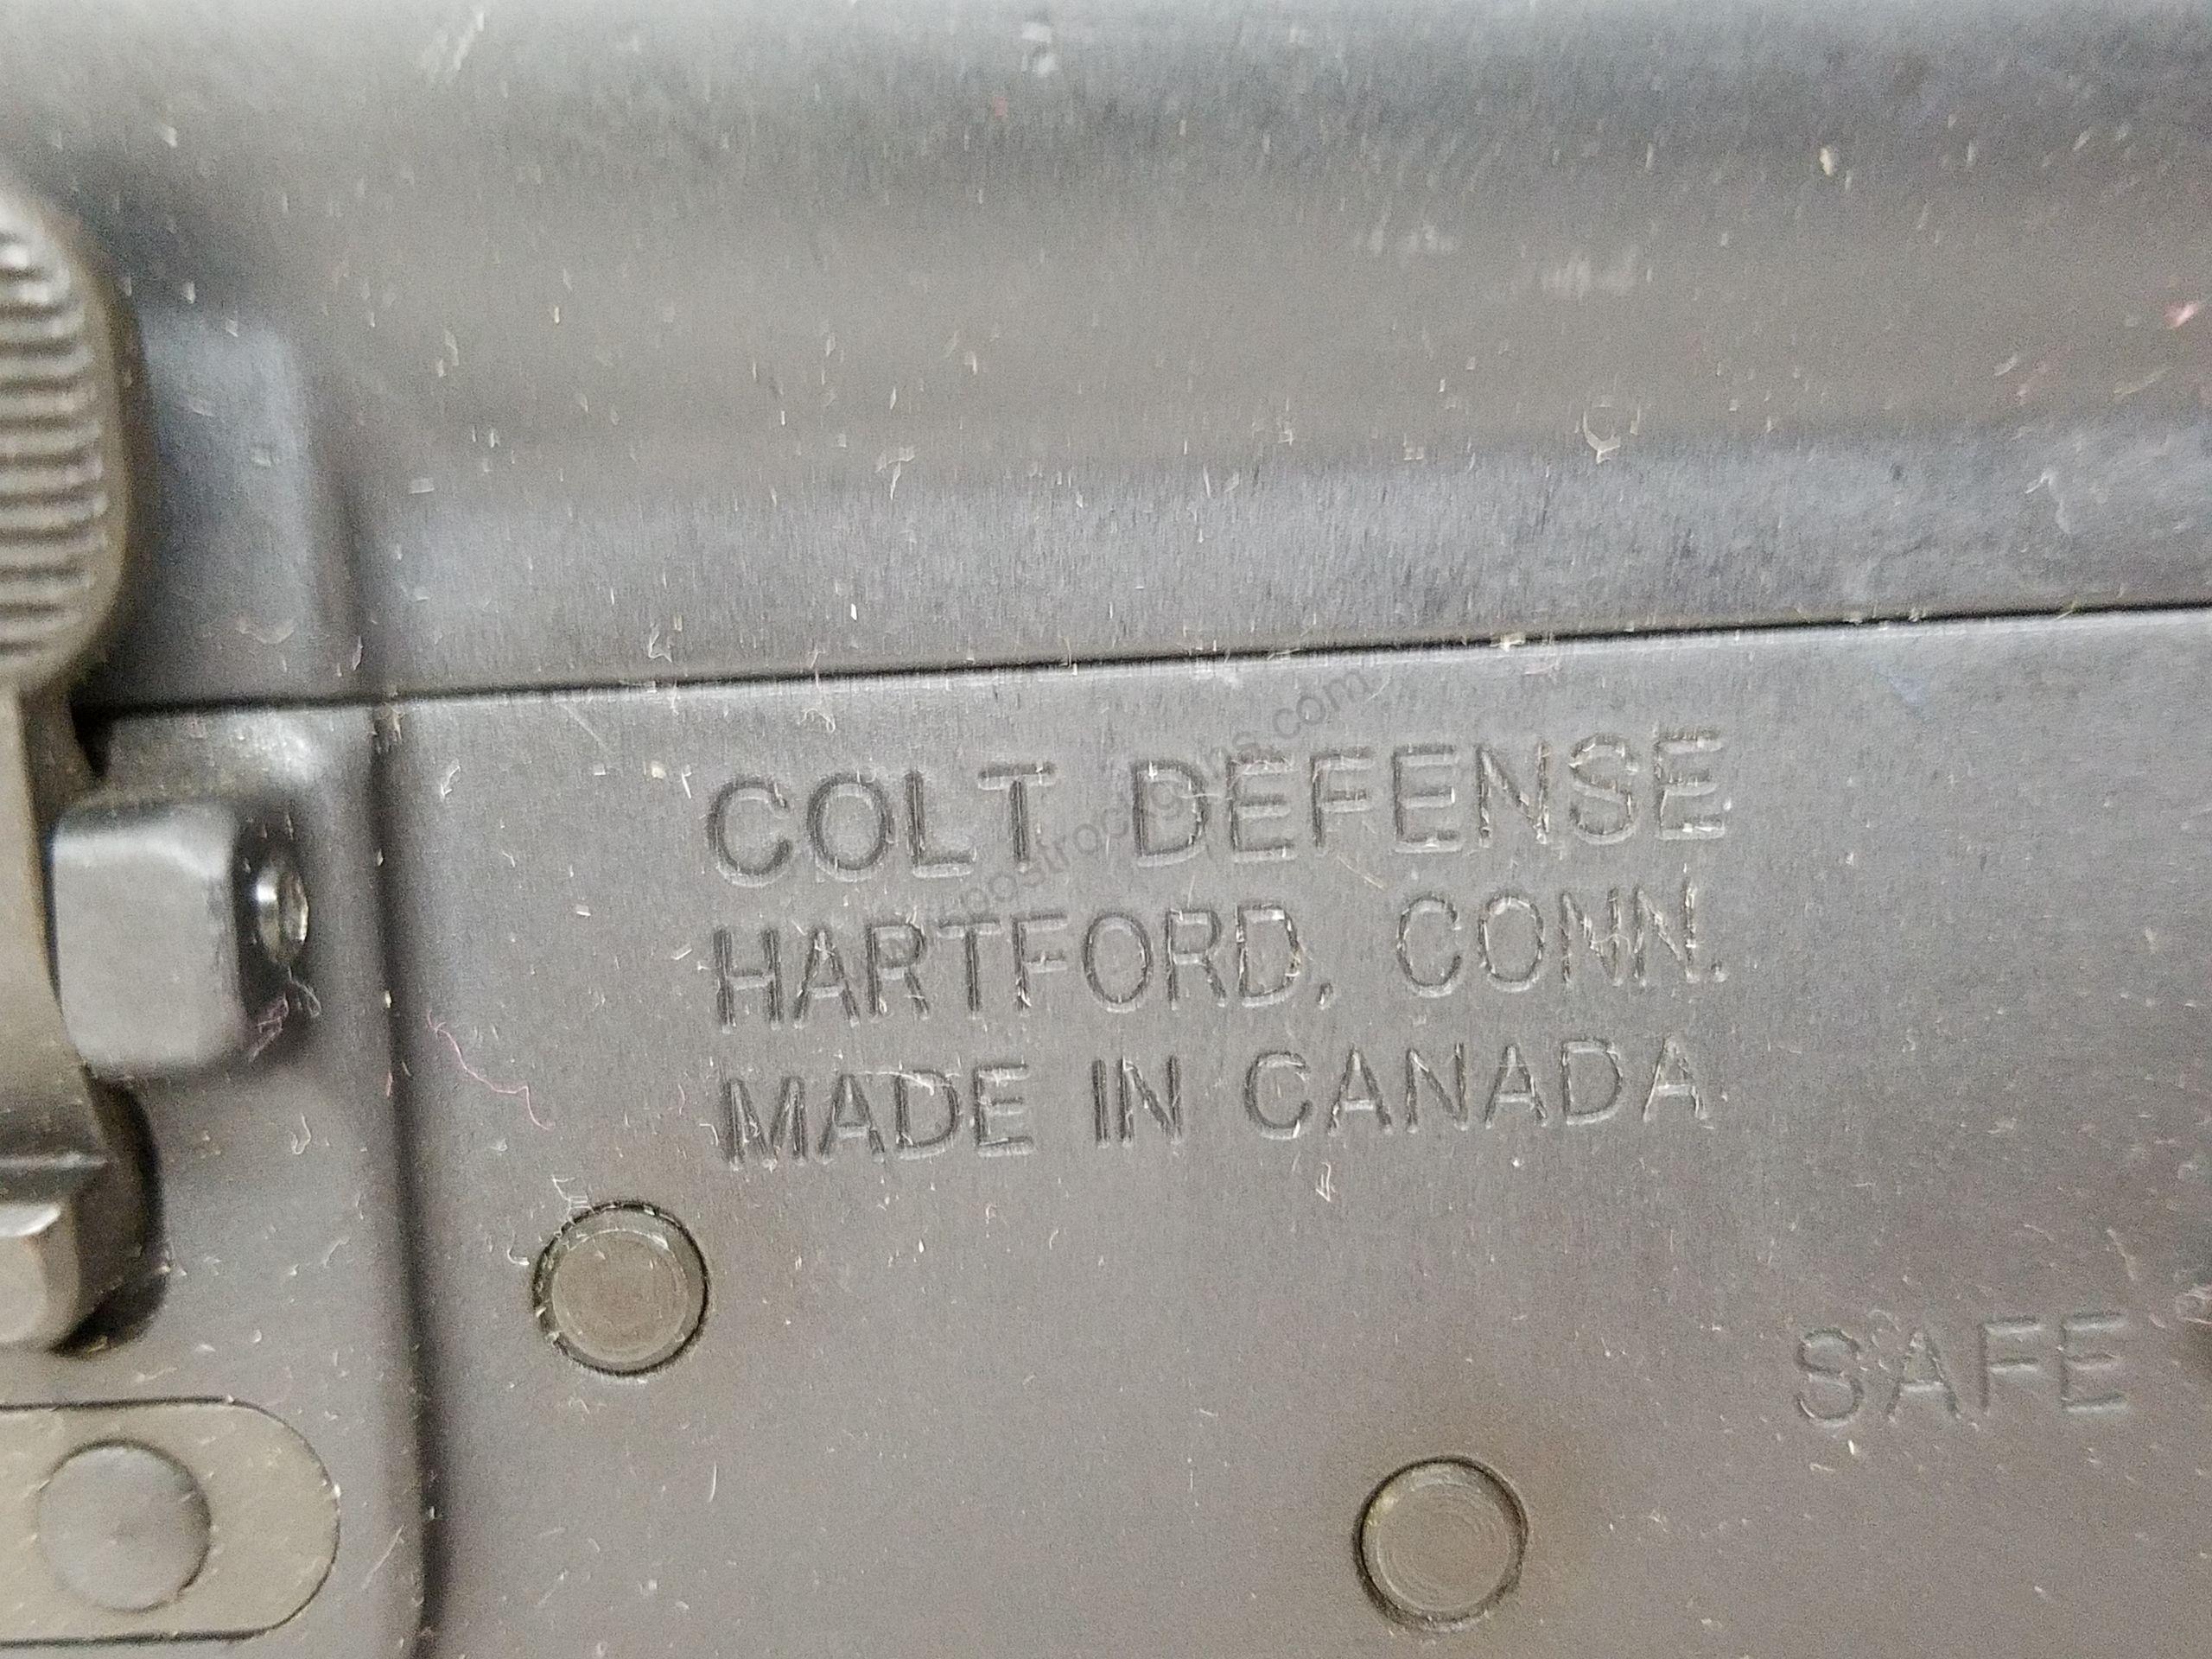 COLT DEFENSE
HARTFORD, CONN.
MADE IN CANADA
SAFE